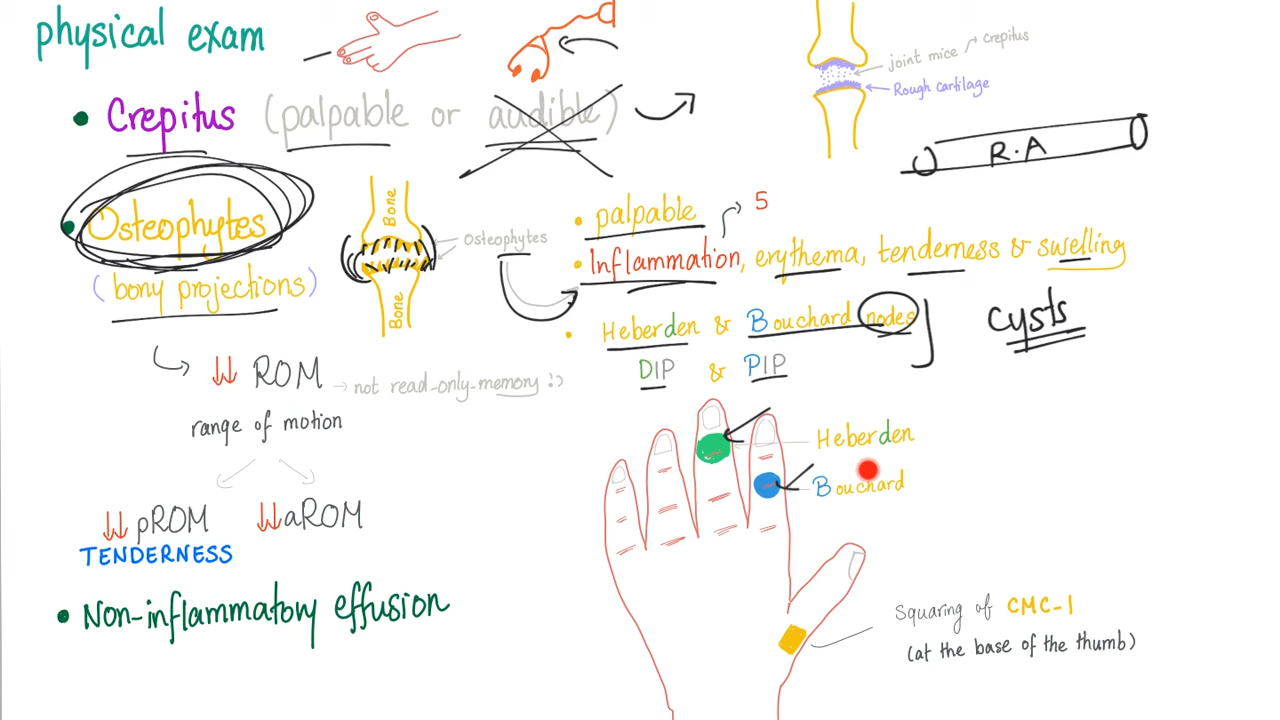 physical exam
• Crepitus (palpable or audible)
joint mice → Crepitus
Rough cartilage
R.A
• Osteophytes
(bony projections)
Bone
Bone
Osteophytes
• palpable
5
• Inflammation, erythema, tenderness & swelling
• Heberden & Bouchard nodes
DIP & PIP
cysts
↓↓ ROM → not read-only-memory :)
range of motion
↓↓ pROM ↓↓ aROM
TENDERNESS
• Non-inflammatory effusion
Heberden
Bouchard
Squaring of CMC-1
(at the base of the thumb)